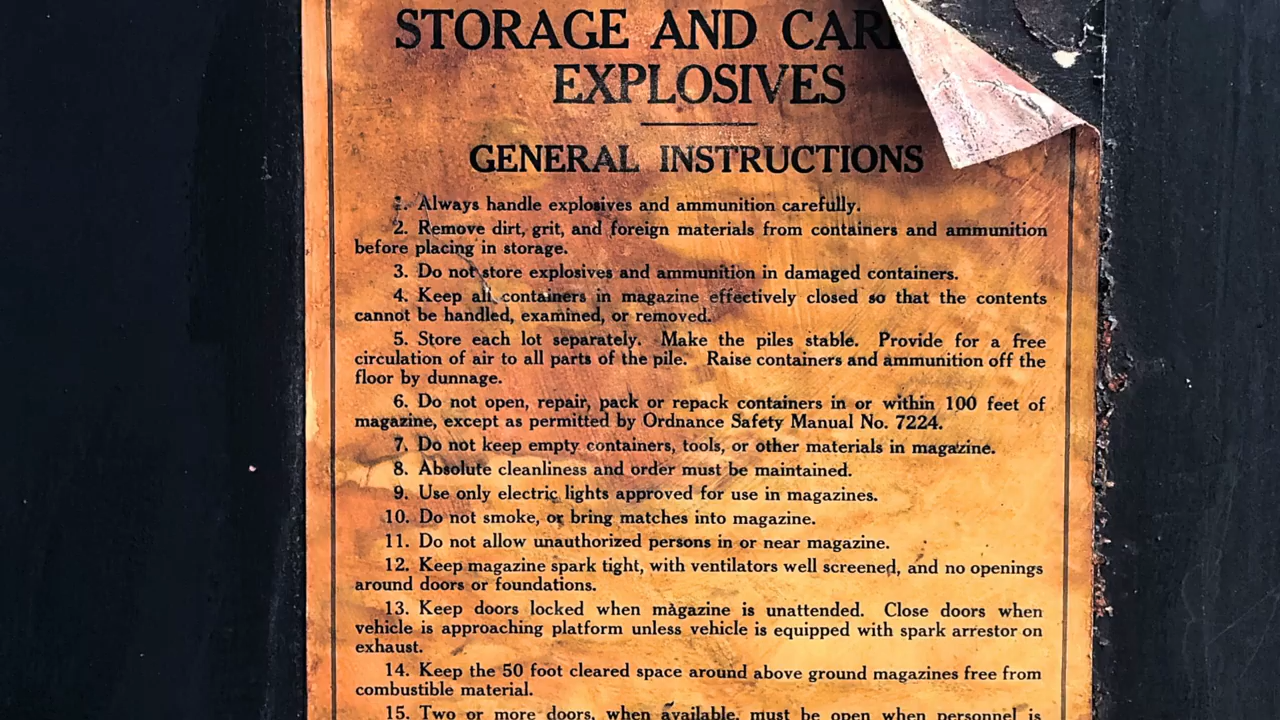 STORAGE AND CAR
EXPLOSIVES
GENERAL INSTRUCTIONS
1. Always handle explosives and ammunition carefully.
2. Remove dirt, grit, and foreign materials from containers and ammunition
before placing in storage.
3. Do not store explosives and ammunition in damaged containers.
4. Keep all containers in magazine effectively closed so that the contents
cannot be handled, examined, or removed.
5. Store each lot separately. Make the piles stable. Provide for a free
circulation of air to all parts of the pile. Raise containers and ammunition off the
floor by dunnage.
6. Do not open, repair, pack or repack containers in or within 100 feet of
magazine, except as permitted by Ordnance Safety Manual No. 7224.
7. Do not keep empty containers, tools, or other materials in magazine.
8. Absolute cleanliness and order must be maintained.
9. Use only electric lights approved for use in magazines.
10. Do not smoke, or bring matches into magazine.
11. Do not allow unauthorized persons in or near magazine.
12. Keep magazine spark tight, with ventilators well screened, and no openings
around doors or foundations.
13. Keep doors locked when magazine is unattended. Close doors when
vehicle is approaching platform unless vehicle is equipped with spark arrestor on
exhaust.
14. Keep the 50 foot cleared space around above ground magazines free from
combustible material.
15. Two or more doors, when available, must be open when personnel is